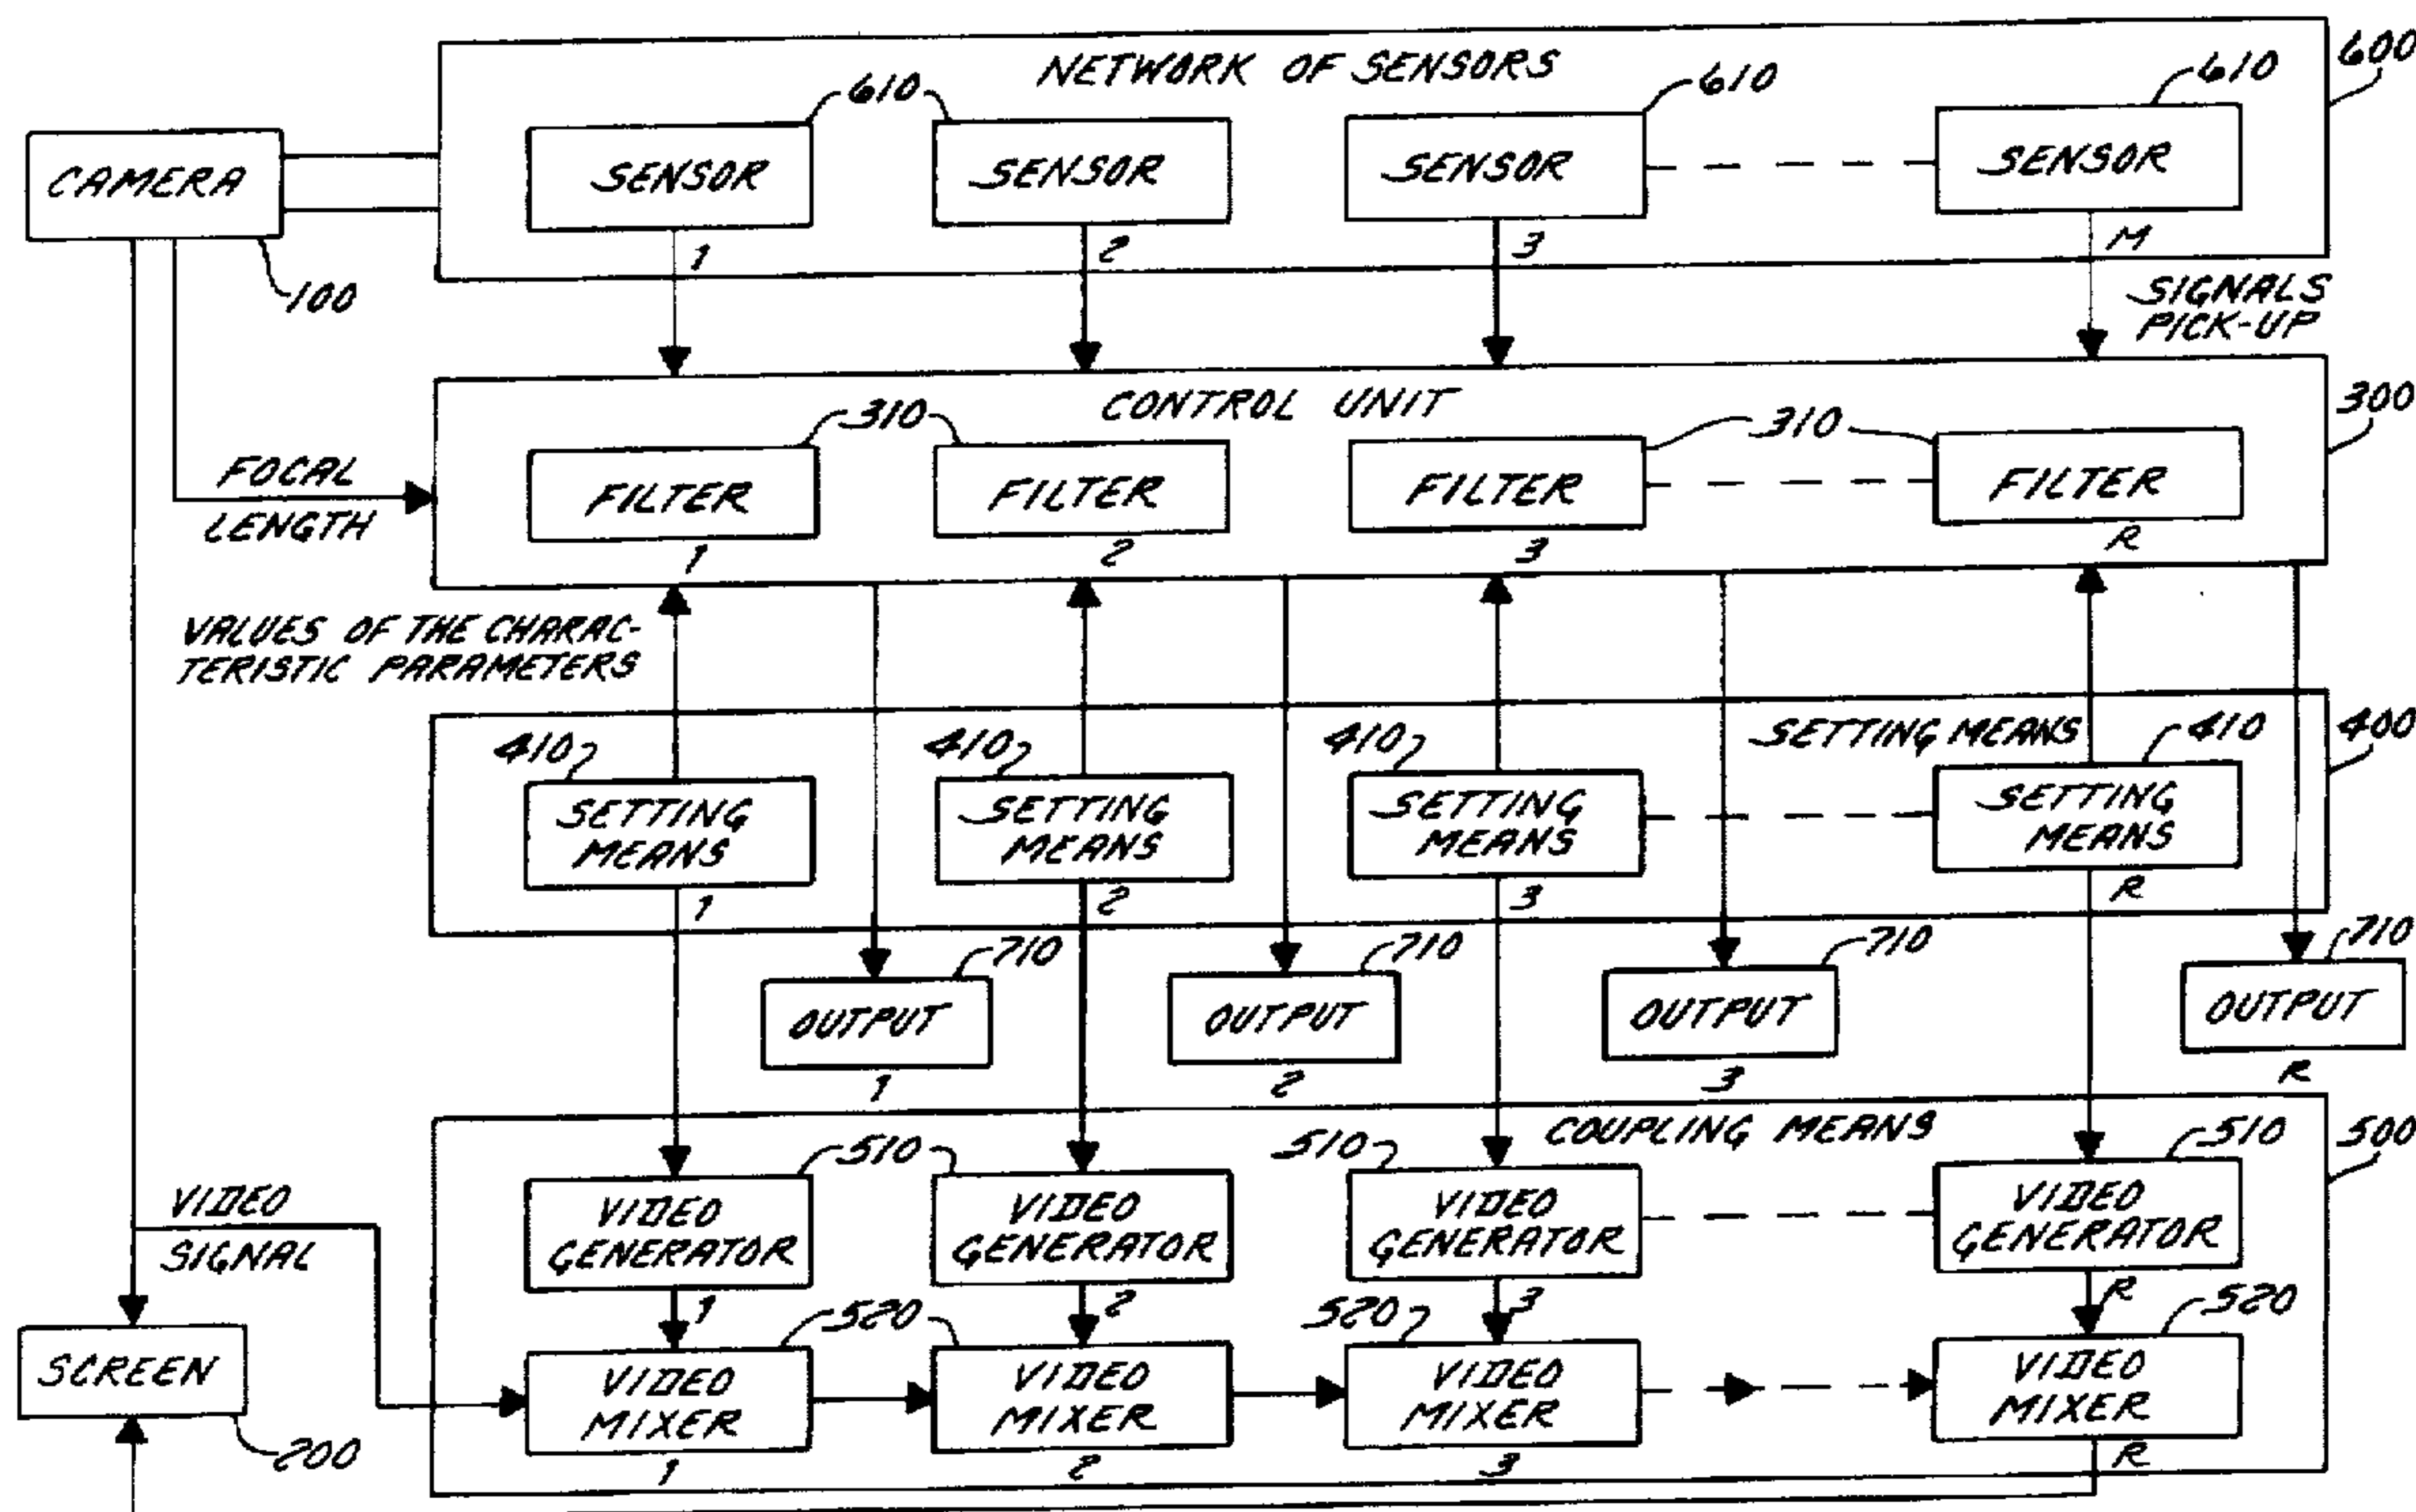 NETWORK OF SENSORS
600
610
610
610
CAMERA
SENSOR
SENSOR
SENSOR
SENSOR
100
1
2
3
M
SIGNALS
PICK-UP
CONTROL UNIT
300
310
310
FOCAL
LENGTH
FILTER
FILTER
FILTER
FILTER
1
2
3
R
VALUES OF THE CHARAC-
TERISTIC PARAMETERS
SETTING MEANS
400
410
410
410
410
SETTING
MEANS
SETTING
MEANS
SETTING
MEANS
SETTING
MEANS
1
2
3
R
710
710
710
710
OUTPUT
OUTPUT
OUTPUT
OUTPUT
1
2
3
R
COUPLING MEANS
500
510
510
510
VIDEO
SIGNAL
VIDEO
GENERATOR
VIDEO
GENERATOR
VIDEO
GENERATOR
VIDEO
GENERATOR
1
2
3
R
520
520
520
SCREEN
200
VIDEO
MIXER
VIDEO
MIXER
VIDEO
MIXER
VIDEO
MIXER
1
2
3
R